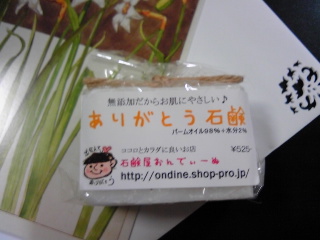 無添加だからお肌にやさしい♪
ありがとう石鹸
パームオイル98%+水分2%
ココロとカラダに良いお店
¥525-
石鹸屋おんでぃーぬ
http://ondine.shop-pro.jp/